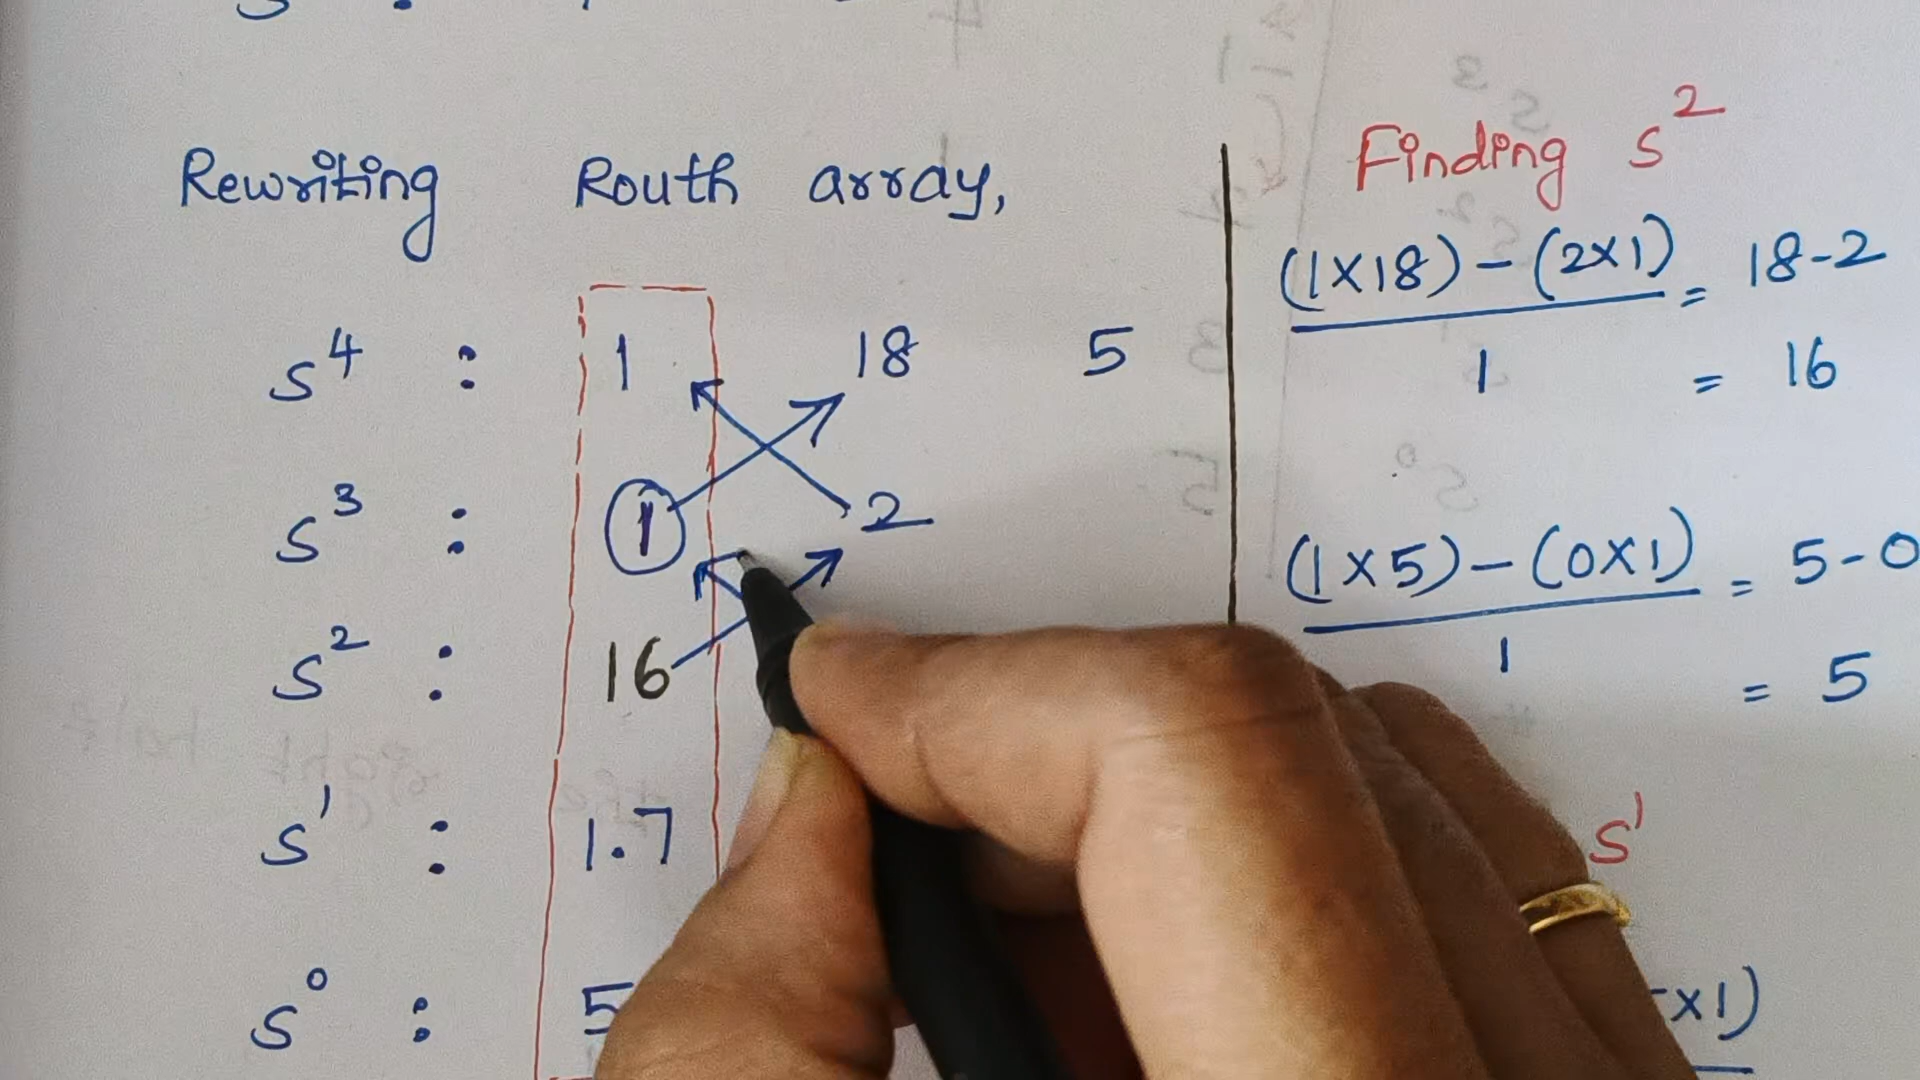 Rewriting Routh array,
s⁴ : 1 18 5
s³ : 1 2
s² : 16
s¹ : 1.7
s⁰ : 5
Finding s²
(1×18) - (2×1) / 1 = 18-2
= 16
(1×5) - (0×1) / 1 = 5-0
= 5
s¹
×1)